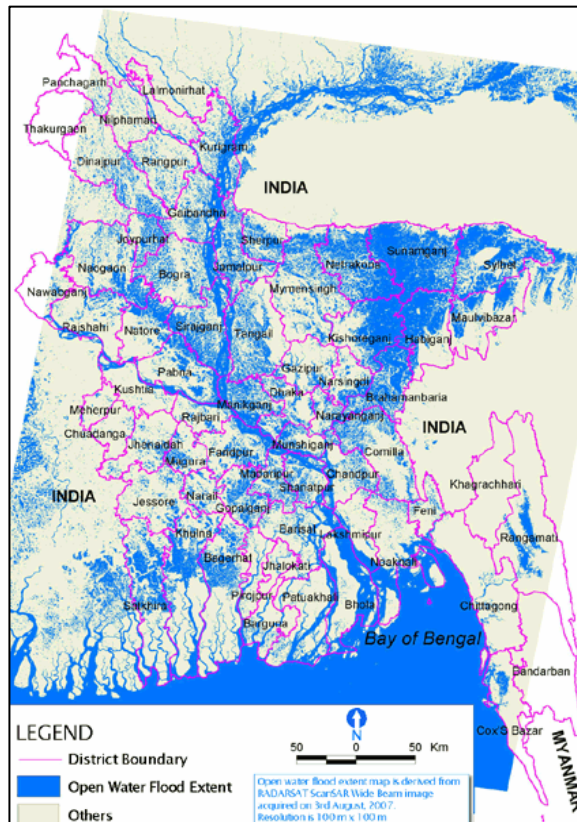 Panchagarh
Lalmonirhat
Thakurgaon
Nilphamari
Dinajpur
Rangpur
Kurigram
INDIA
Gaibandha
Joypurhat
Sherpur
Naogaon
Bogra
Jamalpur
Netrakona
Sunamganj
Sylhet
Nawabganj
Mymensingh
Maulvibazar
Rajshahi
Natore
Sirajganj
Tangail
Kishoreganj
Habiganj
Pabna
Gazipur
Kushtia
Dhaka
Narsingdi
Meherpur
Manikganj
Brahamanbaria
Rajbari
Narayanganj
Chuadanga
INDIA
Jhenaidah
Faridpur
Munshiganj
Comilla
Magura
Madaripur
Chandpur
Khagrachhari
INDIA
Shariatpur
Jessore
Narail
Gopalganj
Feni
Khulna
Barisal
Lakshmipur
Rangamati
Bagerhat
Noakhali
Jhalokati
Satkhira
Pirojpur
Patuakhali
Bhola
Chittagong
Barguna
Bay of Bengal
Bandarban
Cox'S Bazar
MYANMAR
LEGEND
District Boundary
Open Water Flood Extent
Others
N
50 0 50 Km
Open water flood extent map is derived from
RADARSAT ScanSAR Wide Beam image
acquired on 3rd August, 2007.
Resolution is 100 m x 100 m